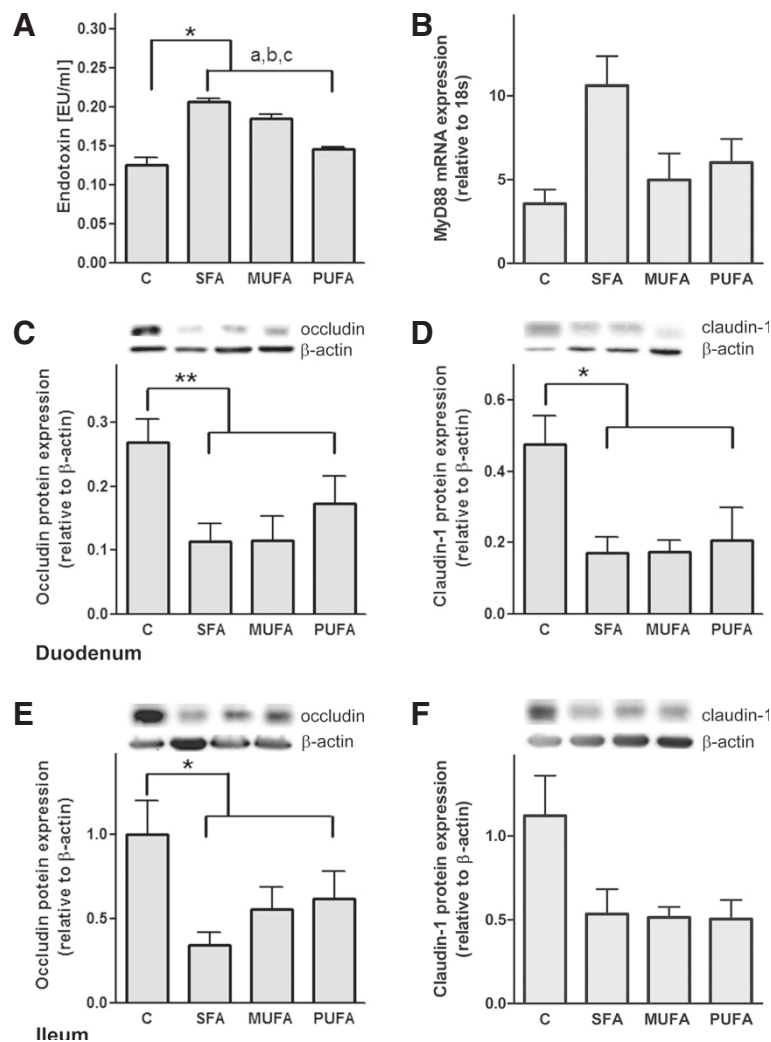 A
Endotoxin [EU/ml]
0.30
0.25
0.20
0.15
0.10
0.05
0.00
*
a,b,c
C SFA MUFA PUFA
B
MyD88 mRNA expression
(relative to 18s)
10
5
0
C SFA MUFA PUFA
C
occludin
β-actin
Occludin protein expression
(relative to β-actin)
0.3
0.2
0.1
0.0
**
C SFA MUFA PUFA
Duodenum
D
claudin-1
β-actin
Claudin-1 protein expression
(relative to β-actin)
0.6
0.4
0.2
0.0
*
C SFA MUFA PUFA
E
occludin
β-actin
Occludin potein expression
(relative to β-actin)
1.0
0.5
0.0
*
C SFA MUFA PUFA
Ileum
F
claudin-1
β-actin
Claudin-1 protein expression
(relative to β-actin)
1.0
0.5
0.0
C SFA MUFA PUFA